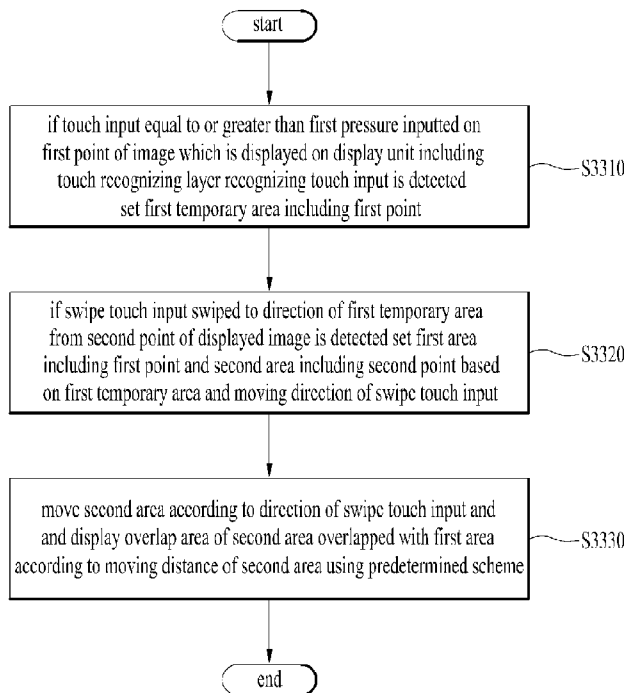 start
if touch input equal to or greater than first pressure inputted on
first point of image which is displayed on display unit including
touch recognizing layer recognizing touch input is detected
set first temporary area including first point
S3310
if swipe touch input swiped to direction of first temporary area
from second point of displayed image is detected set first area
including first point and second area including second point based
on first temporary area and moving direction of swipe touch input
S3320
move second area according to direction of swipe touch input and
and display overlap area of second area overlapped with first area
according to moving distance of second area using predetermined scheme
S3330
end